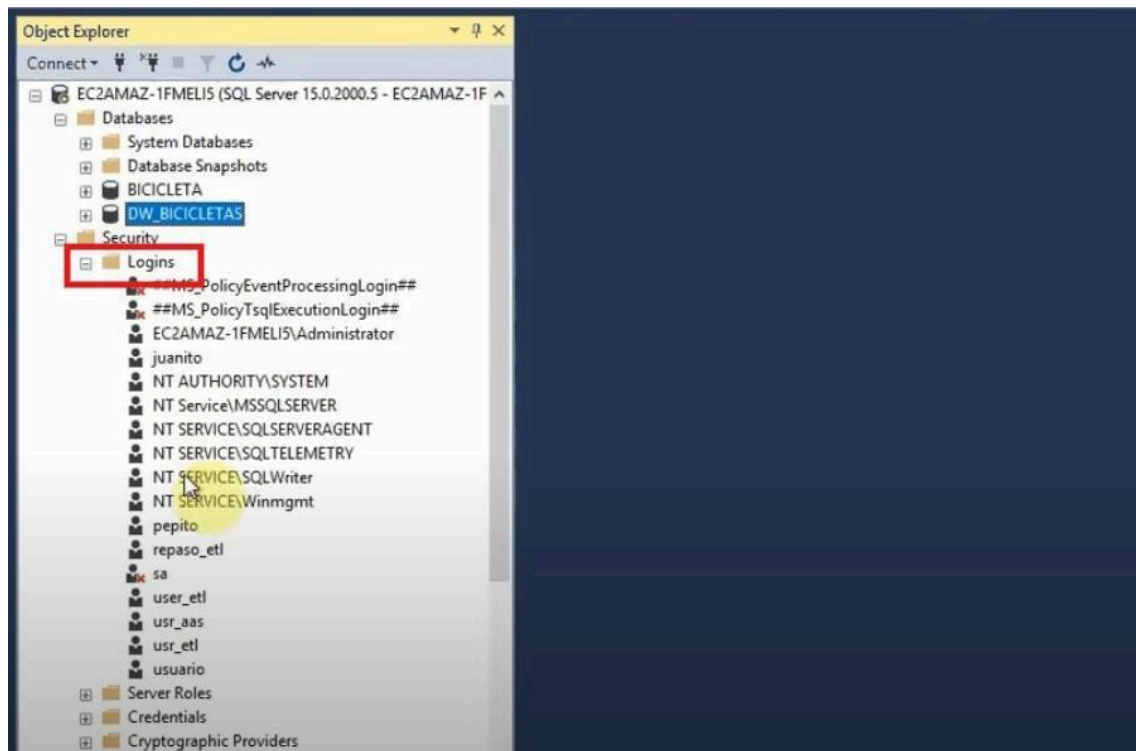 Object Explorer
Connect
EC2AMAZ-1FMELI5 (SQL Server 15.0.2000.5 - EC2AMAZ-1F
Databases
System Databases
Database Snapshots
BICICLETA
DW_BICICLETAS
Security
Logins
##MS_PolicyEventProcessingLogin##
##MS_PolicyTsqlExecutionLogin##
EC2AMAZ-1FMELI5\Administrator
juanito
NT AUTHORITY\SYSTEM
NT Service\MSSQLSERVER
NT SERVICE\SQLSERVERAGENT
NT SERVICE\SQLTELEMETRY
NT SERVICE\SQLWriter
NT SERVICE\Winmgmt
pepito
repaso_etl
sa
user_etl
usr_aas
usr_etl
usuario
Server Roles
Credentials
Cryptographic Providers